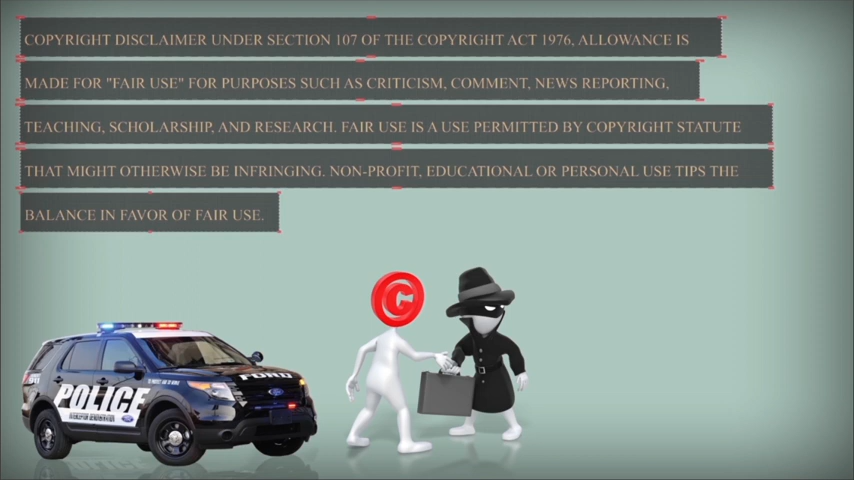 COPYRIGHT DISCLAIMER UNDER SECTION 107 OF THE COPYRIGHT ACT 1976, ALLOWANCE IS
MADE FOR "FAIR USE" FOR PURPOSES SUCH AS CRITICISM, COMMENT, NEWS REPORTING,
TEACHING, SCHOLARSHIP, AND RESEARCH. FAIR USE IS A USE PERMITTED BY COPYRIGHT STATUTE
THAT MIGHT OTHERWISE BE INFRINGING. NON-PROFIT, EDUCATIONAL OR PERSONAL USE TIPS THE
BALANCE IN FAVOR OF FAIR USE.
C
FORD
POLICE